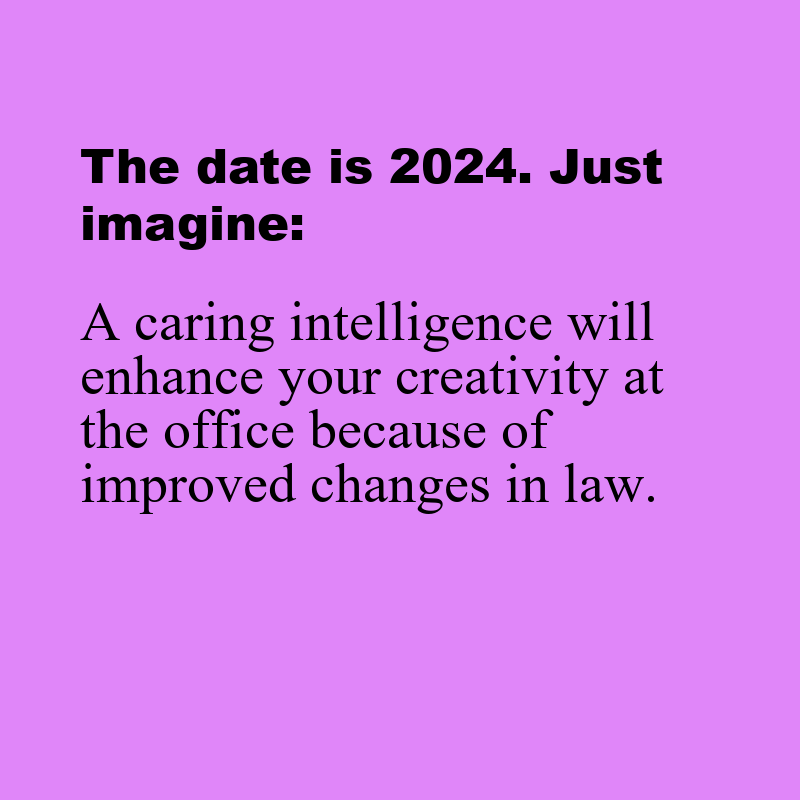 The date is 2024. Just
imagine:
A caring intelligence will
enhance your creativity at
the office because of
improved changes in law.